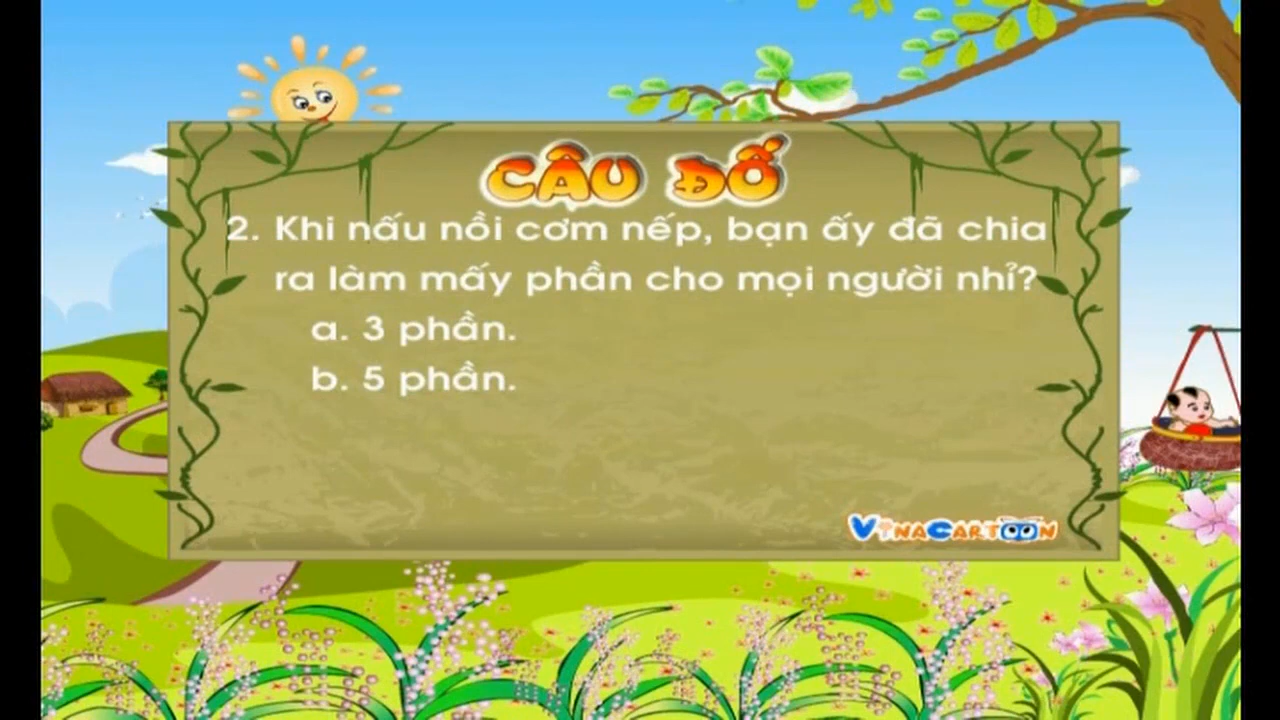 CÂU ĐỐ
2. Khi nấu nồi cơm nếp, bạn ấy đã chia
ra làm mấy phần cho mọi người nhỉ?
a. 3 phần.
b. 5 phần.
VINACARTOON